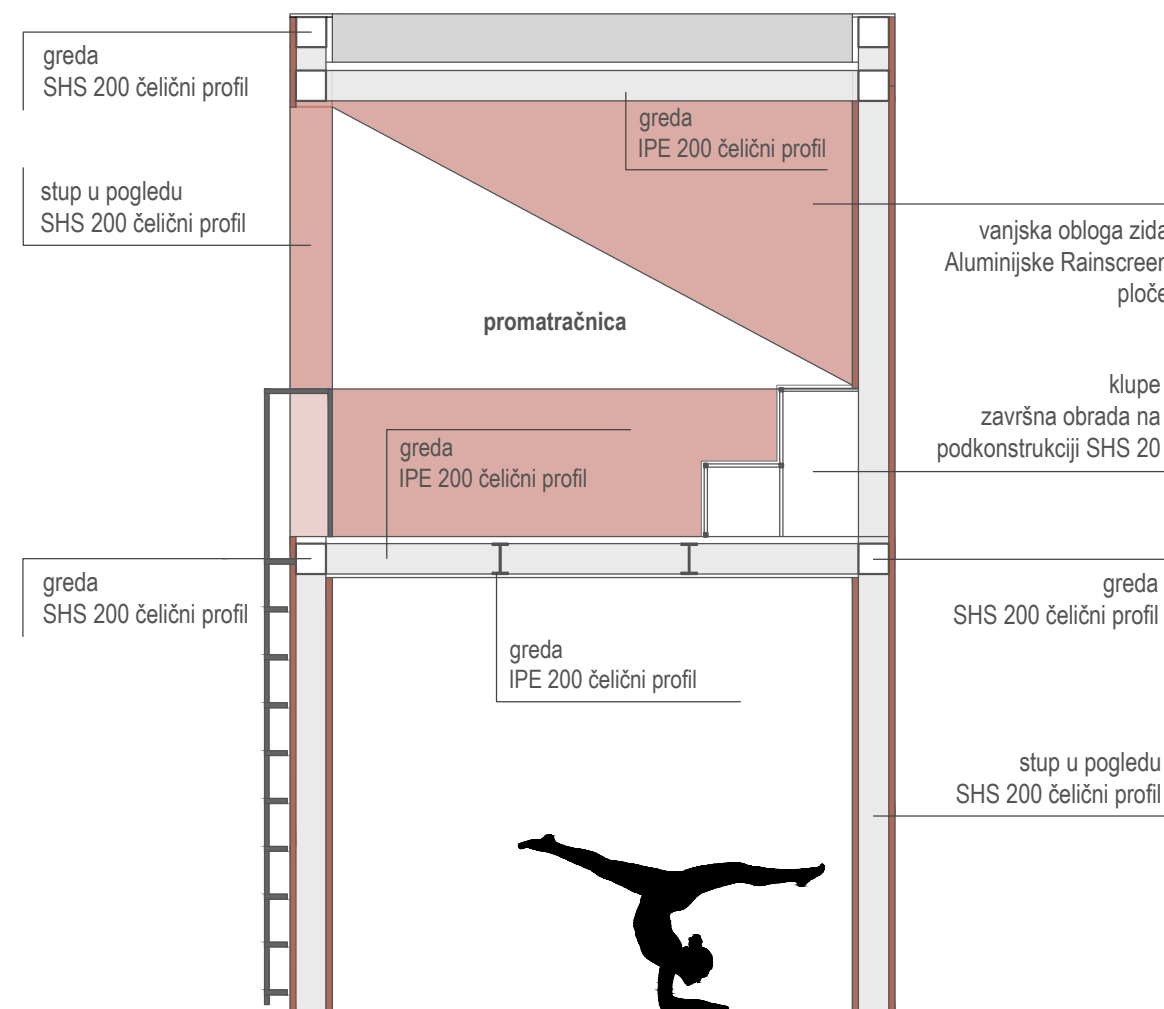 greda
SHS 200 čelični profil
greda
IPE 200 čelični profil
stup u pogledu
SHS 200 čelični profil
vanjska obloga zida
Aluminijske Rainscreen
ploče
promatračnica
klupe
završna obrada na
podkonstrukciji SHS 20
greda
IPE 200 čelični profil
greda
SHS 200 čelični profil
greda
SHS 200 čelični profil
greda
IPE 200 čelični profil
stup u pogledu
SHS 200 čelični profil